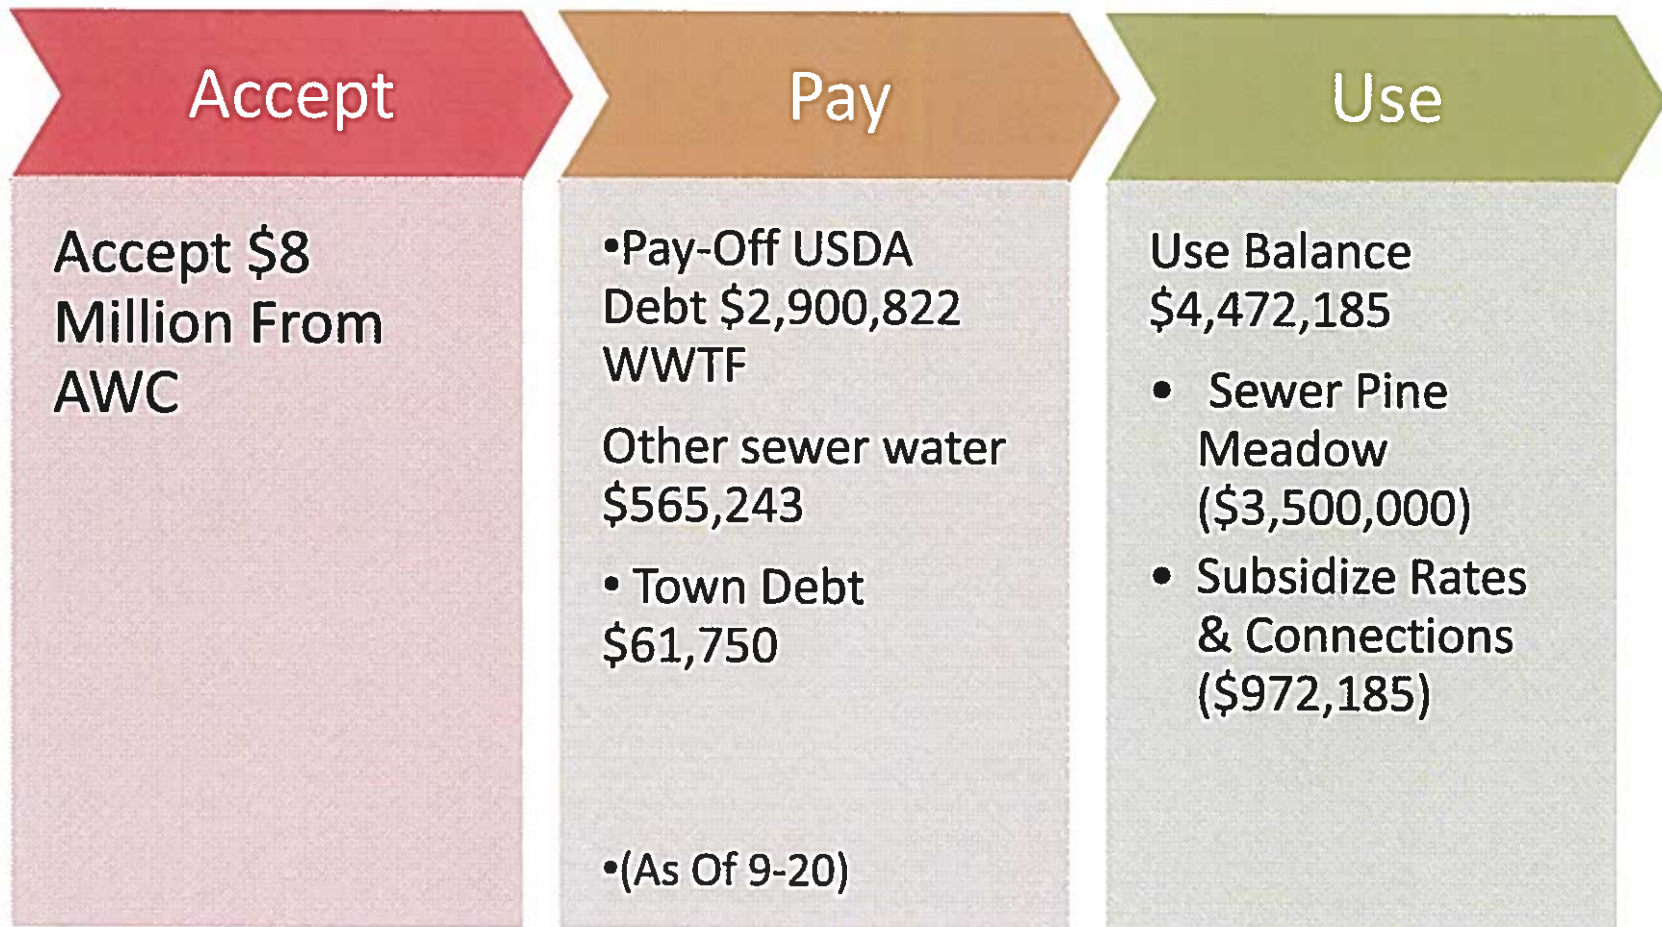 Accept
Pay
Use
Accept $8
Million From
AWC
•Pay-Off USDA
Debt $2,900,822
WWTF
Other sewer water
$565,243
• Town Debt
$61,750
•(As Of 9-20)
Use Balance
$4,472,185
• Sewer Pine
Meadow
($3,500,000)
• Subsidize Rates
& Connections
($972,185)